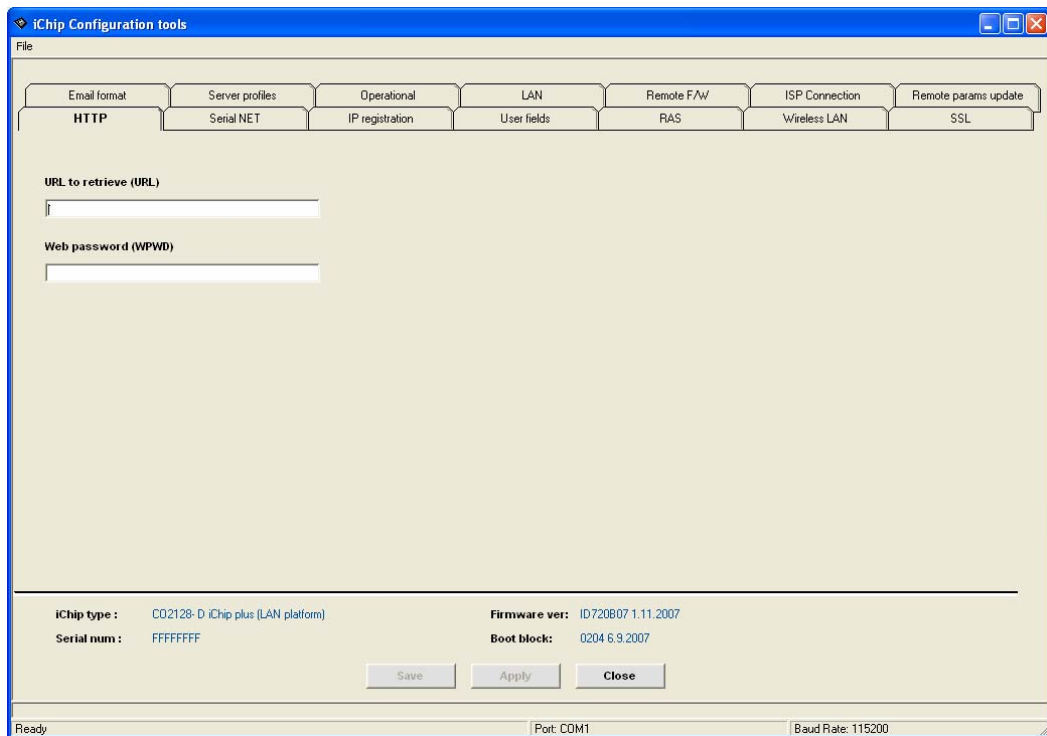 iChip Configuration tools
File
Email format Server profiles Operational LAN Remote F/W ISP Connection Remote params update
HTTP Serial NET IP registration User fields RAS Wireless LAN SSL
URL to retrieve (URL)
Web password (WPWD)
iChip type : CO2128- D iChip plus (LAN platform) Firmware ver: ID720B07 1.11.2007
Serial num : FFFFFFFF Boot block: 0204 6.9.2007
Save Apply Close
Ready Port: COM1 Baud Rate: 115200